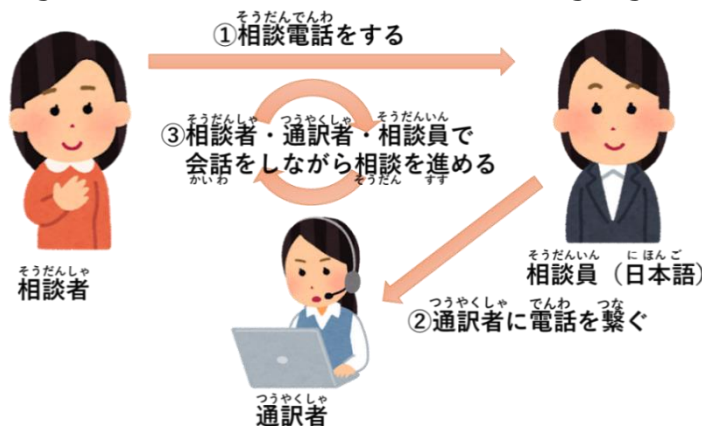 そうだんでんわ
①相談電話をする
そうだんしゃ つうやくしゃ そうだんいん
③相談者・通訳者・相談員で
会話をしながら相談を進める
かいわ そうだん すす
そうだんしゃ
相談者
そうだんいん にほんご
相談員（日本語）
つうやくしゃ でんわ つな
②通訳者に電話を繋ぐ
つうやくしゃ
通訳者